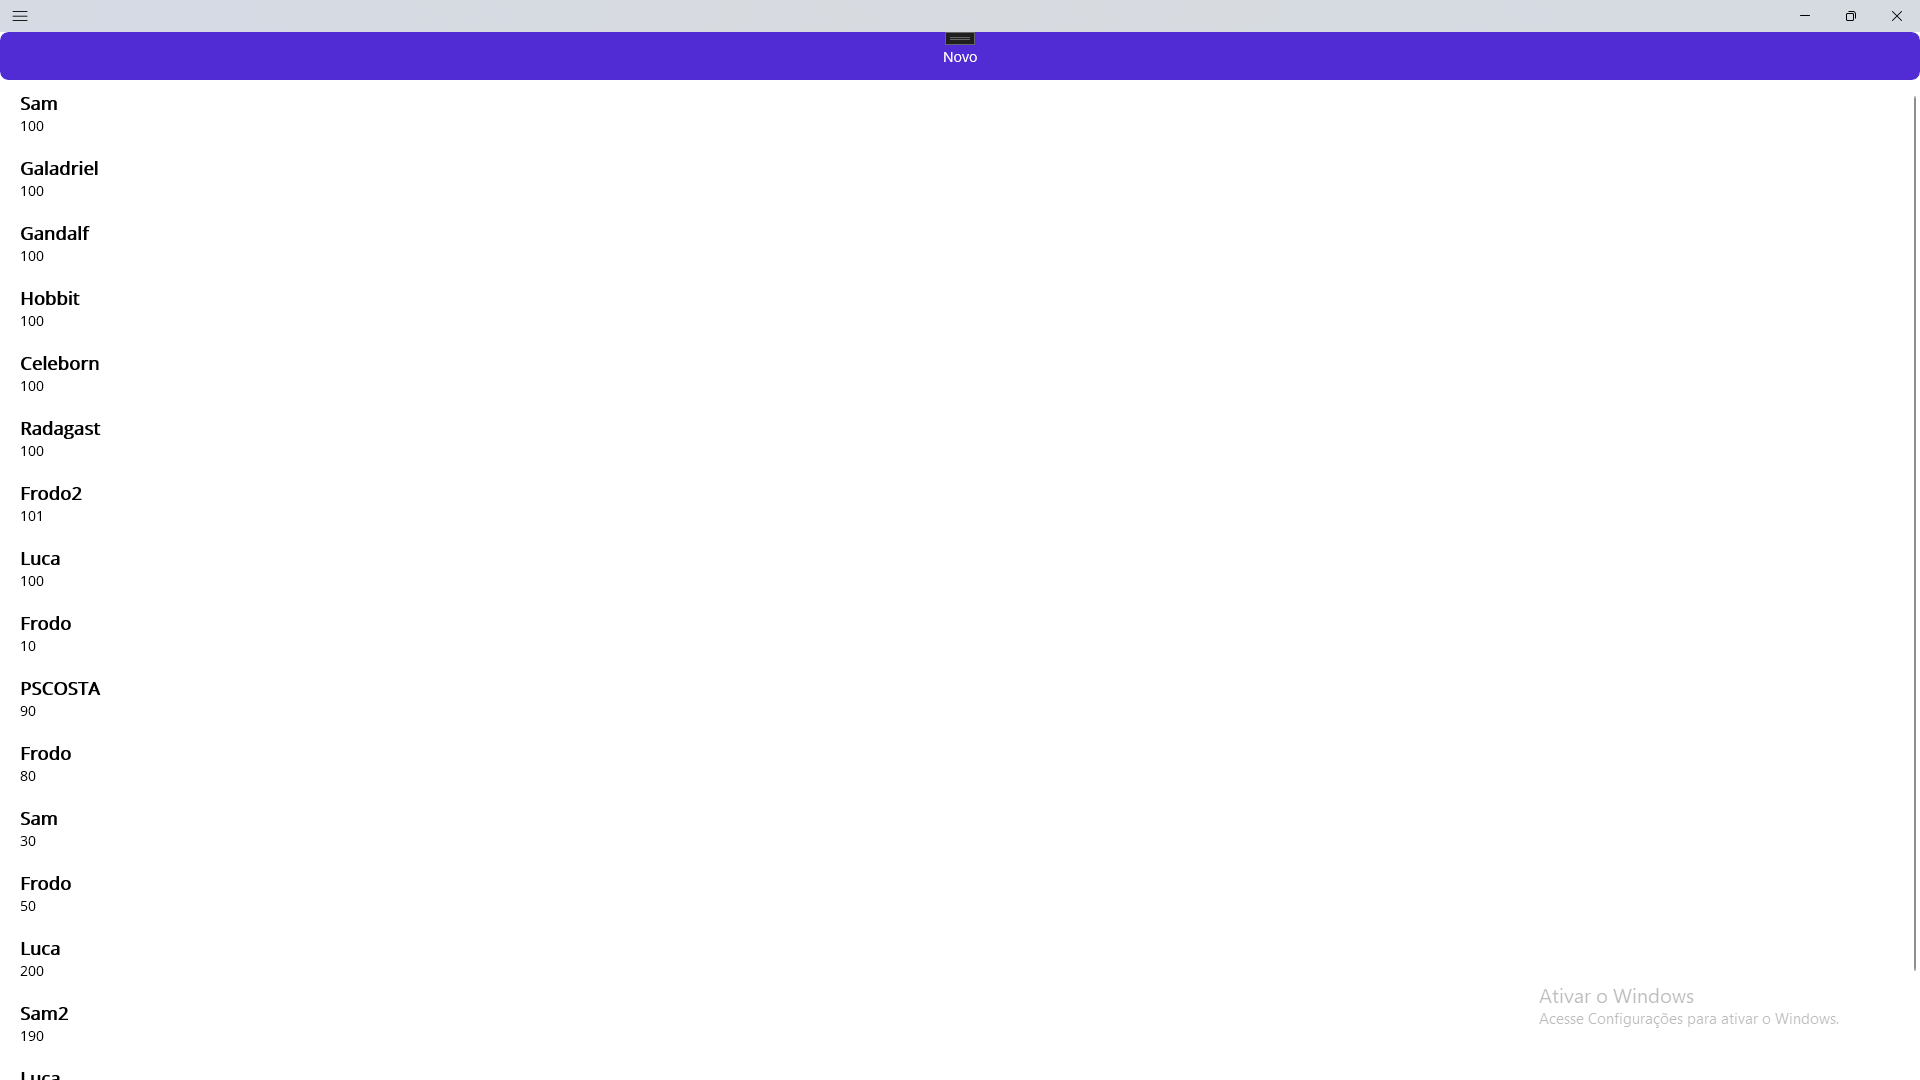 Novo
Sam
100
Galadriel
100
Gandalf
100
Hobbit
100
Celeborn
100
Radagast
100
Frodo2
101
Luca
100
Frodo
10
PSCOSTA
90
Frodo
80
Sam
30
Frodo
50
Luca
200
Ativar o Windows
Acesse Configurações para ativar o Windows.
Sam2
190
Luca